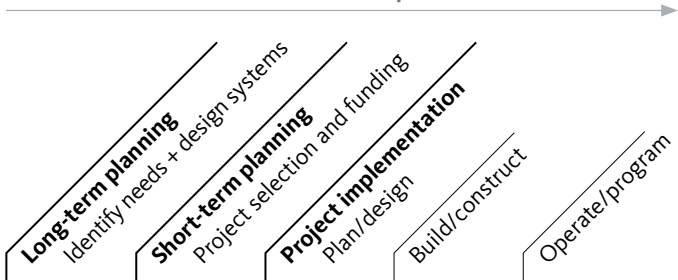 Long-term planning
Identify needs + design systems
Short-term planning
Project selection and funding
Project implementation
Plan/design
Build/construct
Operate/program